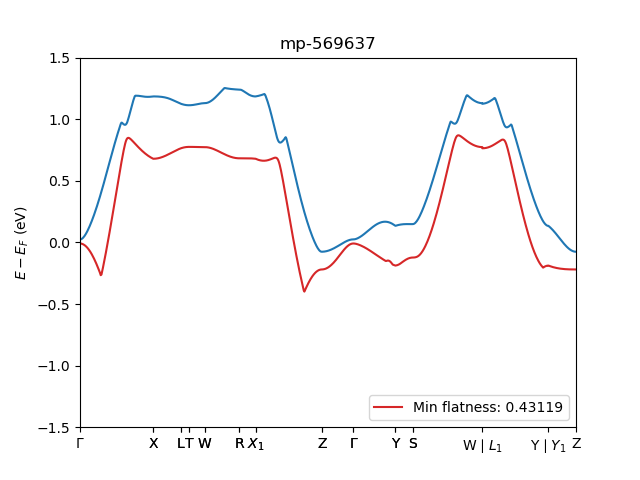 mp-569637
E − E_F (eV)
1.5
1.0
0.5
0.0
−0.5
−1.0
−1.5
Min flatness: 0.43119
Γ X L T W R X₁ Z Γ Y S W | L₁ Y | Y₁ Z